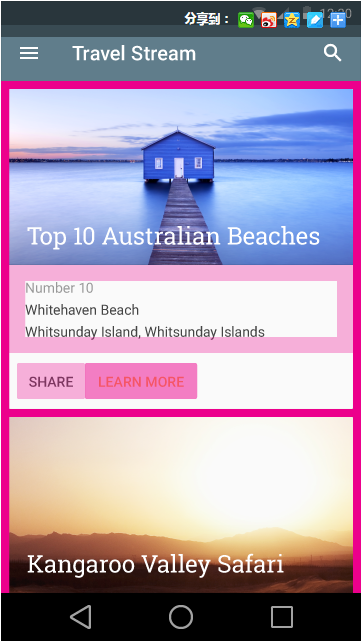 分享到：
12:30
Travel Stream
Top 10 Australian Beaches
Number 10
Whitehaven Beach
Whitsunday Island, Whitsunday Islands
SHARE LEARN MORE
Kangaroo Valley Safari